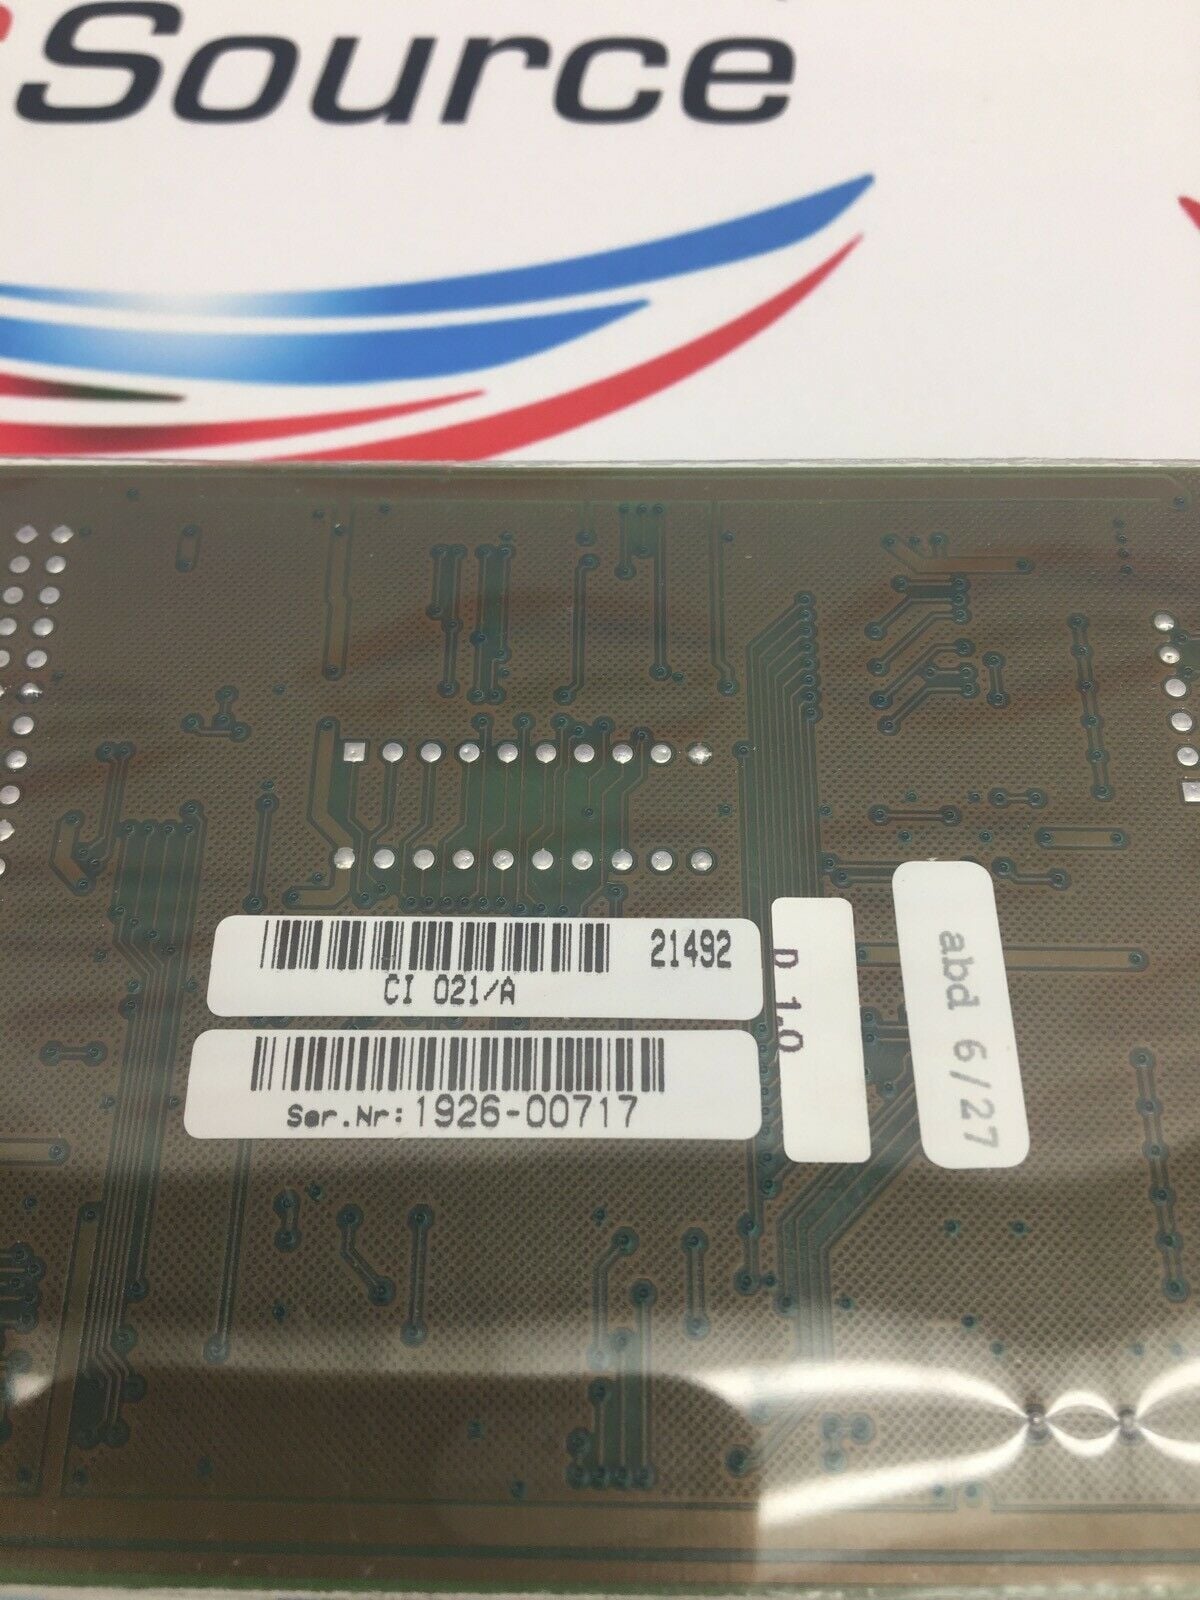 Source
21492
CI 021/A
Ser.Nr: 1926-00717
D 1.0
abd 6/27